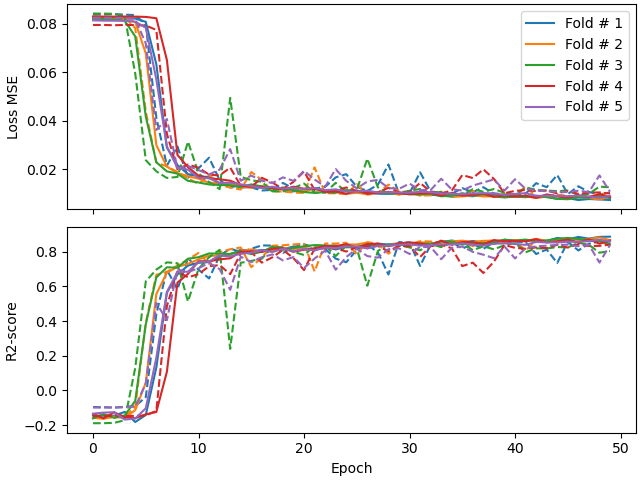 0.08
0.06
0.04
0.02
Loss MSE
Fold # 1
Fold # 2
Fold # 3
Fold # 4
Fold # 5
0.8
0.6
0.4
0.2
0.0
−0.2
R2-score
0
10
20
30
40
50
Epoch